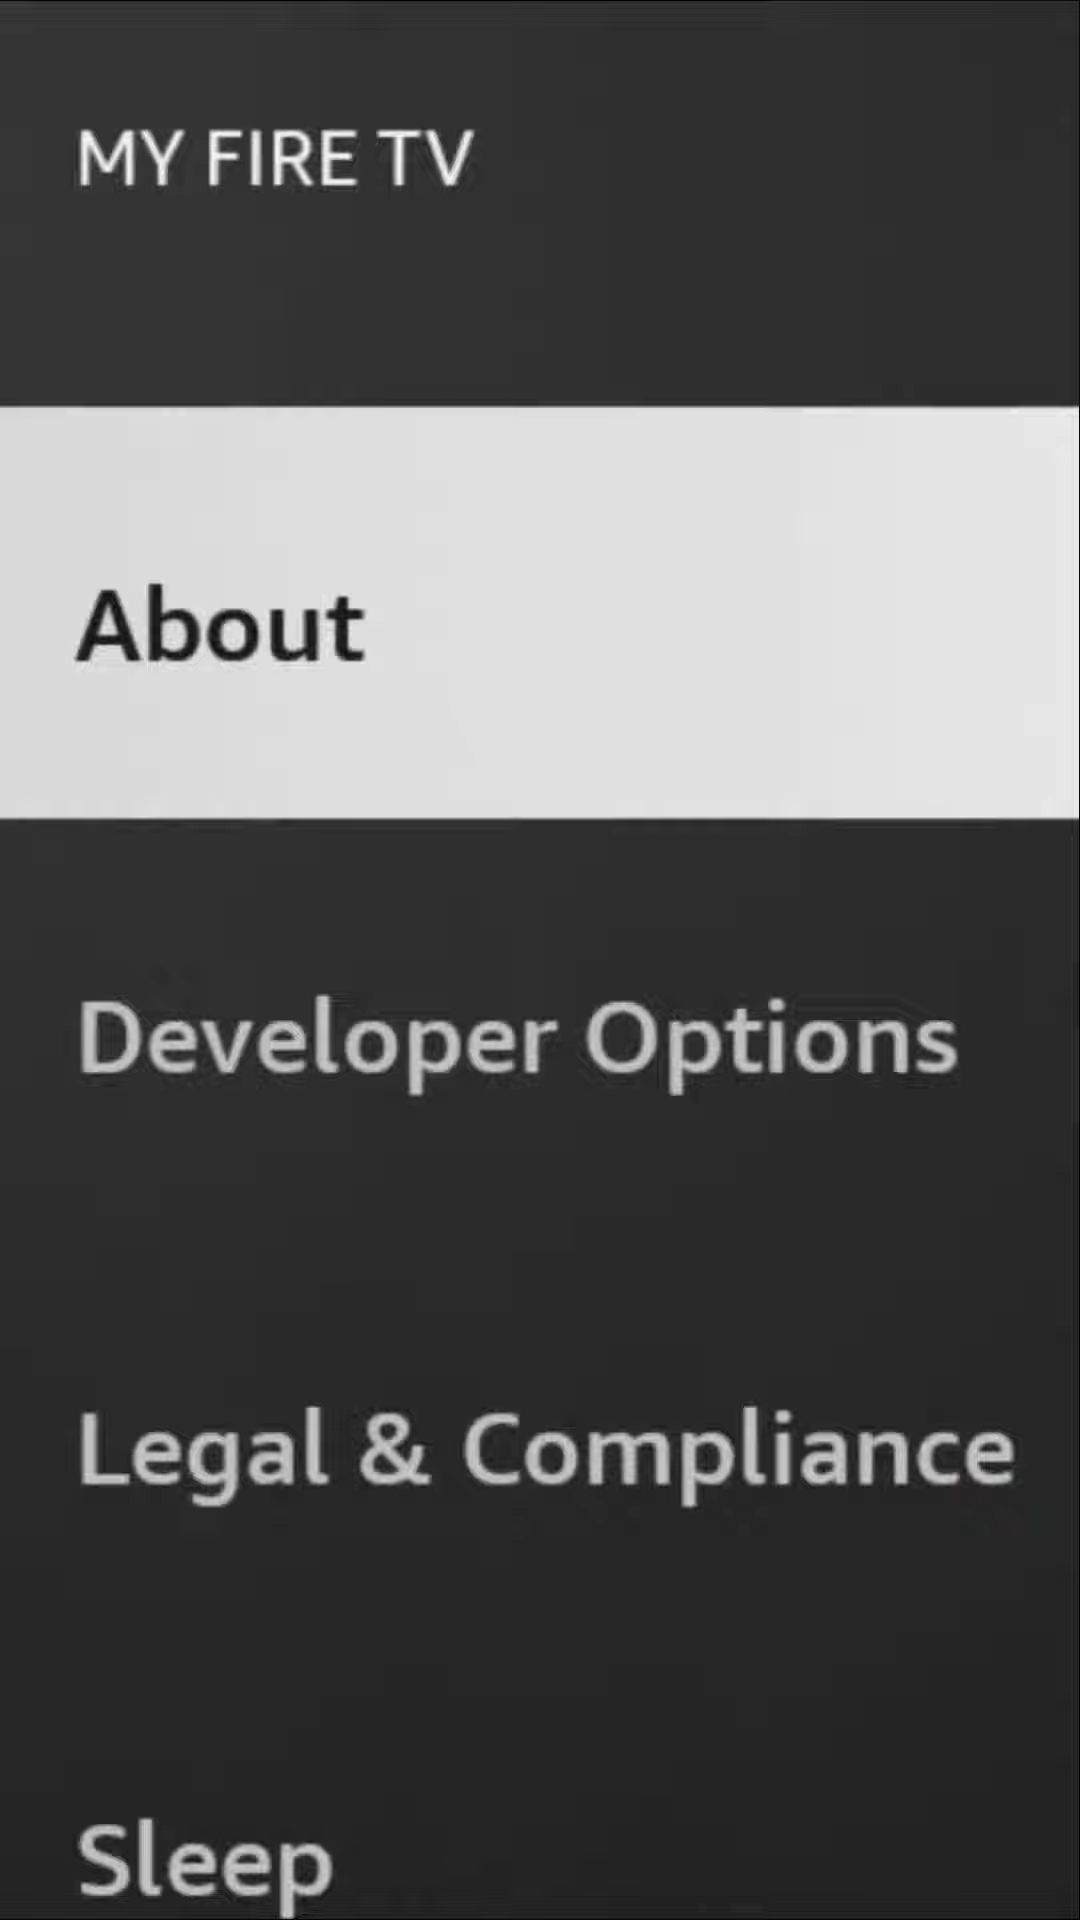 MY FIRE TV
About
Developer Options
Legal & Compliance
Sleep